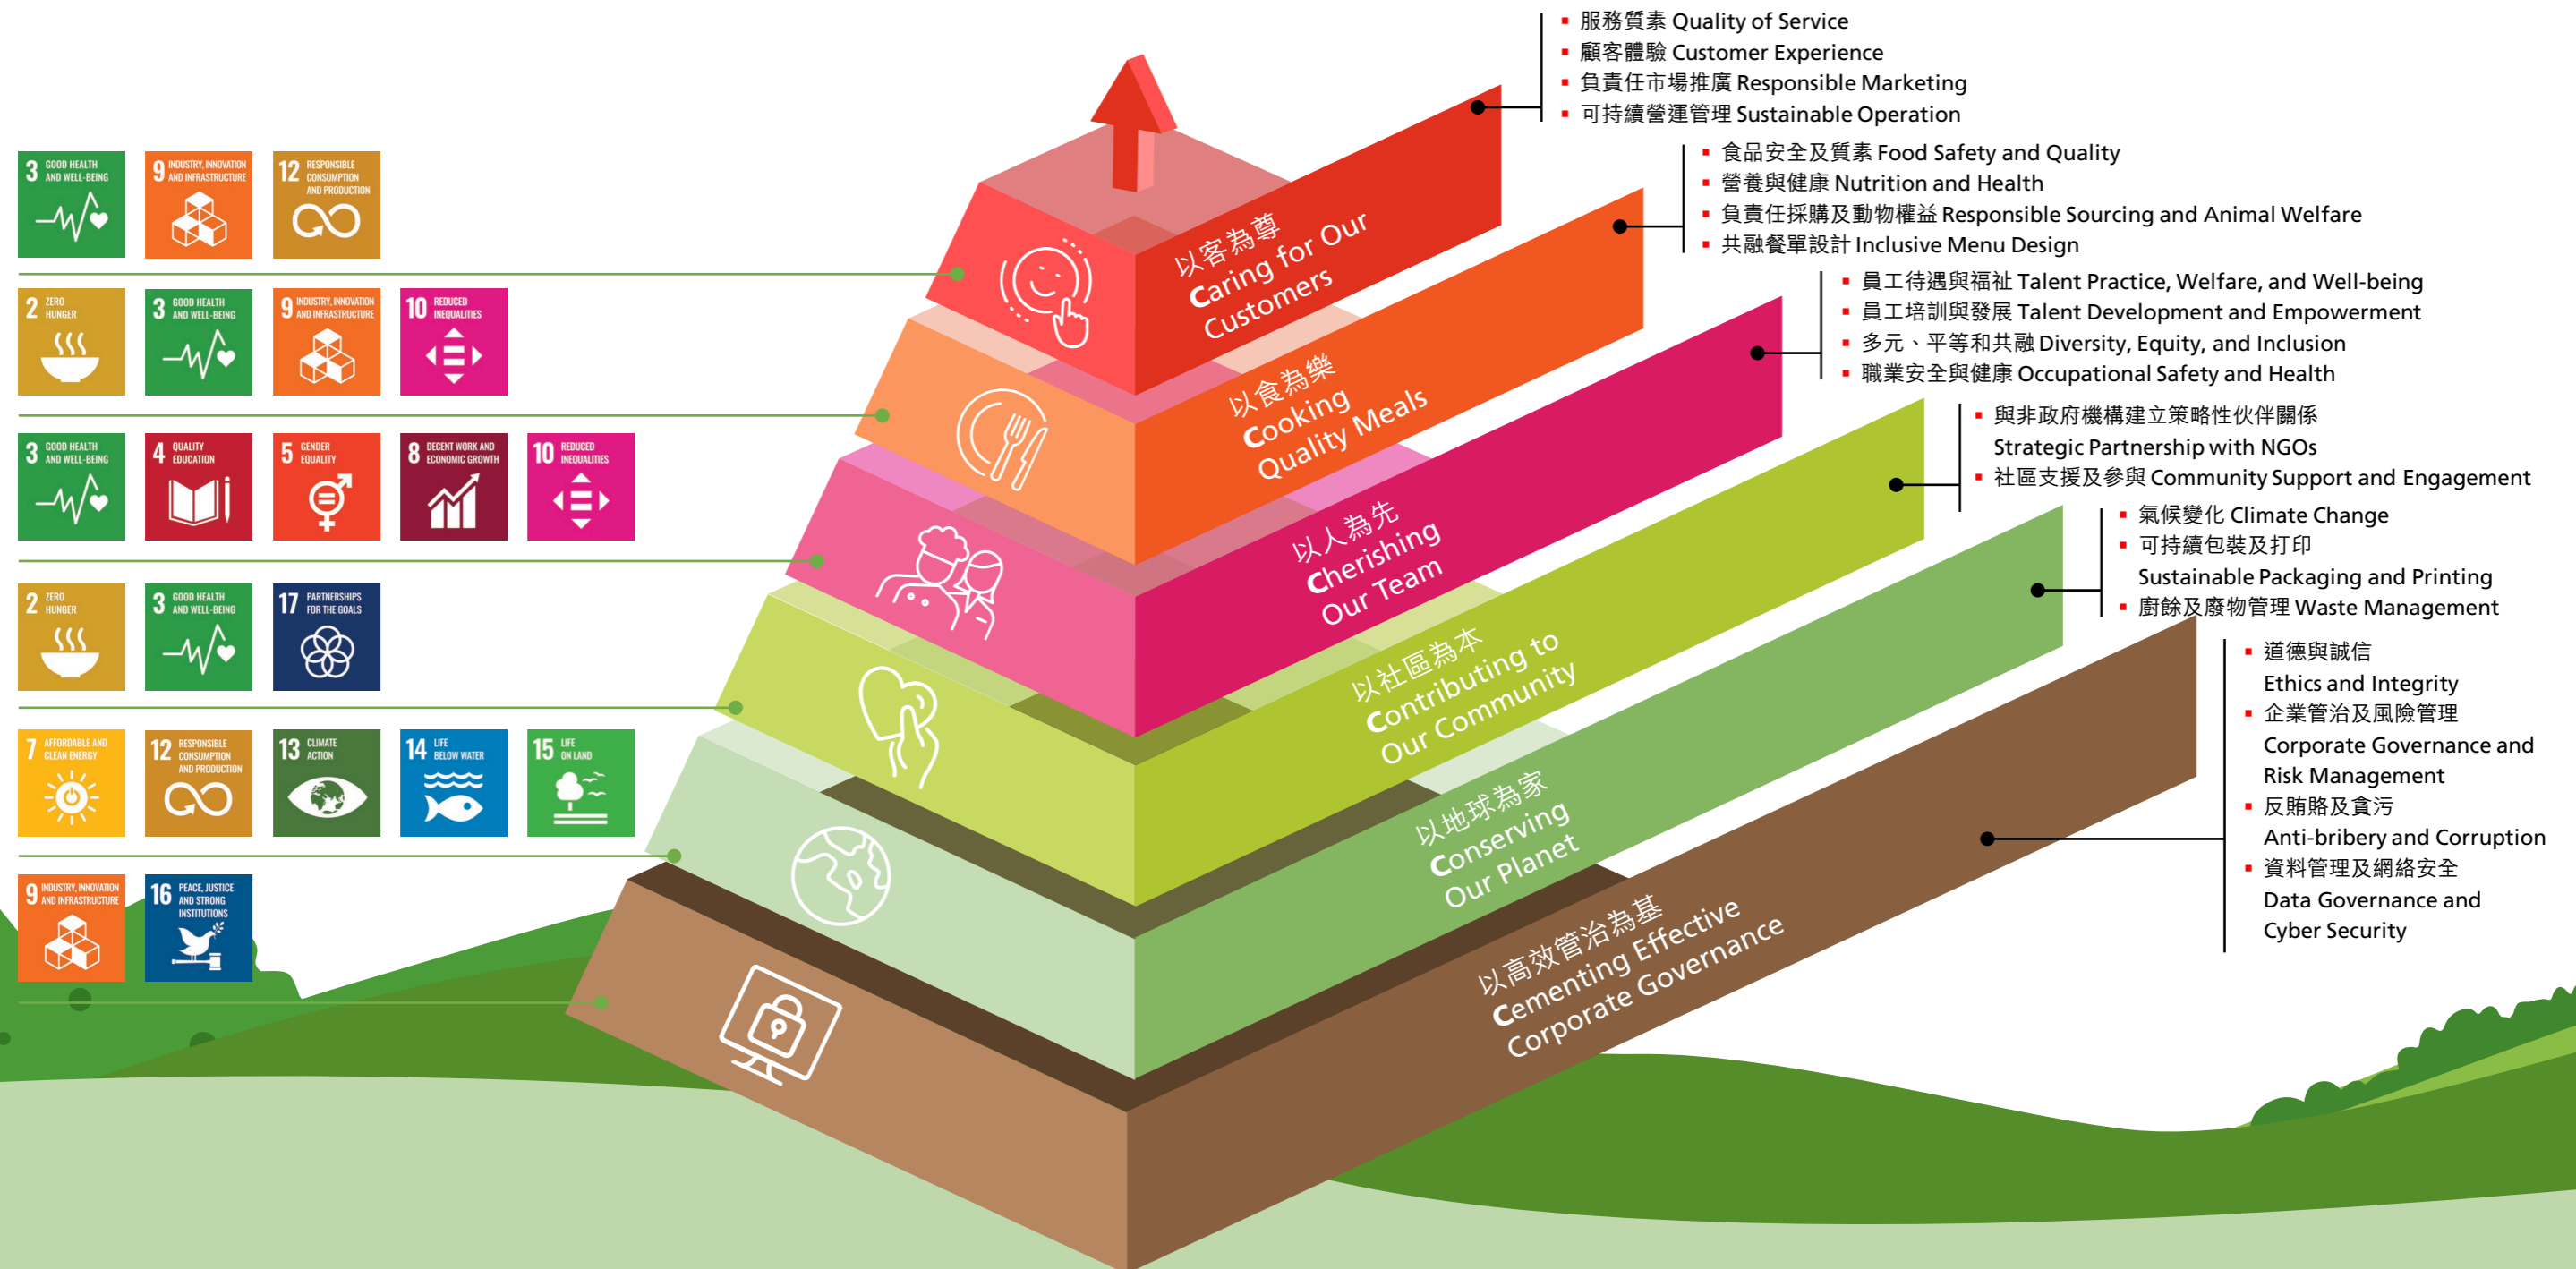 服務質素 Quality of Service
顧客體驗 Customer Experience
負責任市場推廣 Responsible Marketing
可持續營運管理 Sustainable Operation
食品安全及質素 Food Safety and Quality
營養與健康 Nutrition and Health
負責任採購及動物權益 Responsible Sourcing and Animal Welfare
共融餐單設計 Inclusive Menu Design
員工待遇與福祉 Talent Practice, Welfare, and Well-being
員工培訓與發展 Talent Development and Empowerment
多元、平等和共融 Diversity, Equity, and Inclusion
職業安全與健康 Occupational Safety and Health
與非政府機構建立策略性伙伴關係
Strategic Partnership with NGOs
社區支援及參與 Community Support and Engagement
氣候變化 Climate Change
可持續包裝及打印
Sustainable Packaging and Printing
廚餘及廢物管理 Waste Management
道德與誠信
Ethics and Integrity
企業管治及風險管理
Corporate Governance and
Risk Management
反賄賂及貪污
Anti-bribery and Corruption
資料管理及網絡安全
Data Governance and
Cyber Security
以客為尊
Caring for Our
Customers
以食為樂
Cooking
Quality Meals
以人為先
Cherishing
Our Team
以社區為本
Contributing to
Our Community
以地球為家
Conserving
Our Planet
以高效管治為基
Cementing Effective
Corporate Governance
3 GOOD HEALTH
AND WELL-BEING
9 INDUSTRY, INNOVATION
AND INFRASTRUCTURE
12 RESPONSIBLE
CONSUMPTION
AND PRODUCTION
2 ZERO
HUNGER
3 GOOD HEALTH
AND WELL-BEING
9 INDUSTRY, INNOVATION
AND INFRASTRUCTURE
10 REDUCED
INEQUALITIES
3 GOOD HEALTH
AND WELL-BEING
4 QUALITY
EDUCATION
5 GENDER
EQUALITY
8 DECENT WORK AND
ECONOMIC GROWTH
10 REDUCED
INEQUALITIES
2 ZERO
HUNGER
3 GOOD HEALTH
AND WELL-BEING
17 PARTNERSHIPS
FOR THE GOALS
7 AFFORDABLE AND
CLEAN ENERGY
12 RESPONSIBLE
CONSUMPTION
AND PRODUCTION
13 CLIMATE
ACTION
14 LIFE
BELOW WATER
15 LIFE
ON LAND
9 INDUSTRY, INNOVATION
AND INFRASTRUCTURE
16 PEACE, JUSTICE
AND STRONG
INSTITUTIONS